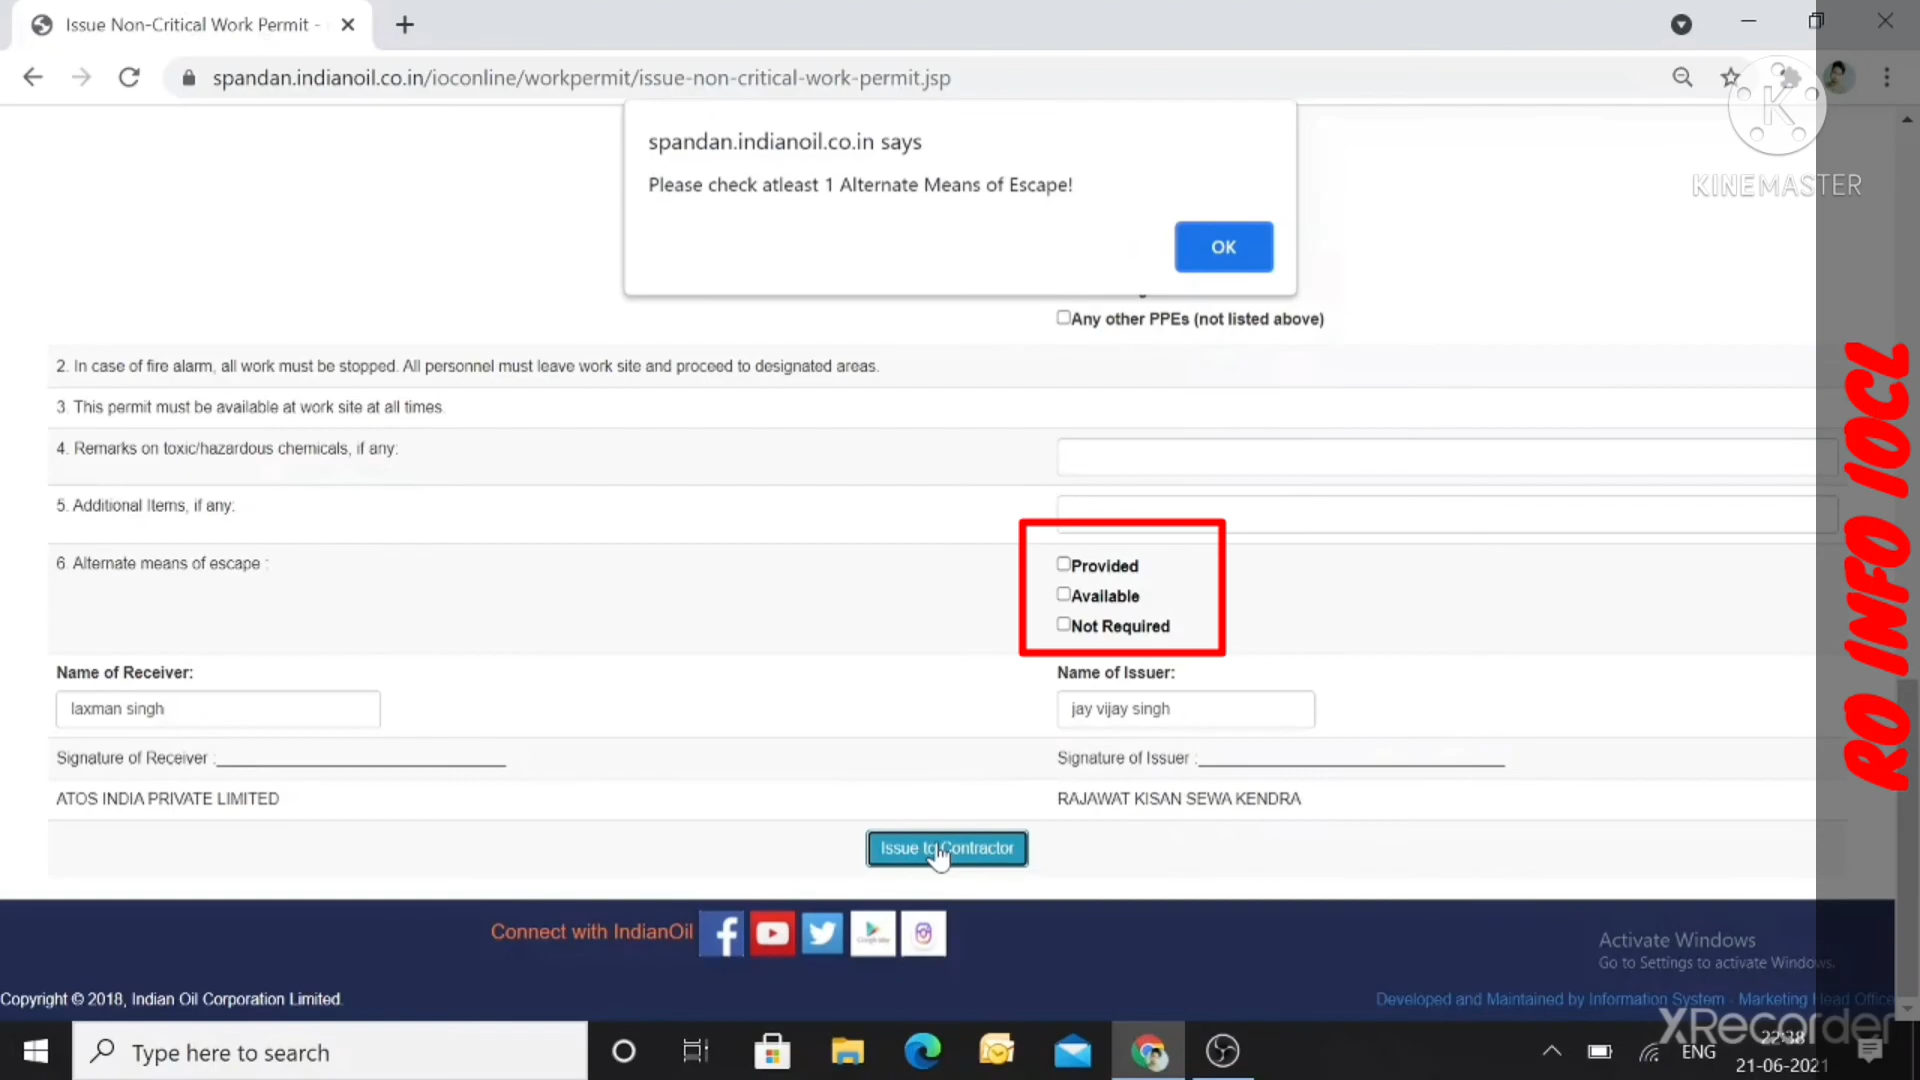 Issue Non-Critical Work Permit -
spandan.indianoil.co.in/ioconline/workpermit/issue-non-critical-work-permit.jsp
spandan.indianoil.co.in says
Please check atleast 1 Alternate Means of Escape!
OK
K
KINEMASTER
Any other PPEs (not listed above)
2. In case of fire alarm, all work must be stopped. All personnel must leave work site and proceed to designated areas.
3. This permit must be available at work site at all times.
4. Remarks on toxic/hazardous chemicals, if any:
5. Additional Items, if any:
6. Alternate means of escape :
Provided
Available
Not Required
Name of Receiver:
Name of Issuer:
laxman singh
jay vijay singh
Signature of Receiver :
Signature of Issuer :
ATOS INDIA PRIVATE LIMITED
RAJAWAT KISAN SEWA KENDRA
Issue to Contractor
RO INFO IOCL
Connect with IndianOil
Activate Windows
Go to Settings to activate Windows.
Copyright © 2018, Indian Oil Corporation Limited.
Developed and Maintained by Information System - Marketing Head Office
XRecorder
Type here to search
ENG
22:38
21-06-2021